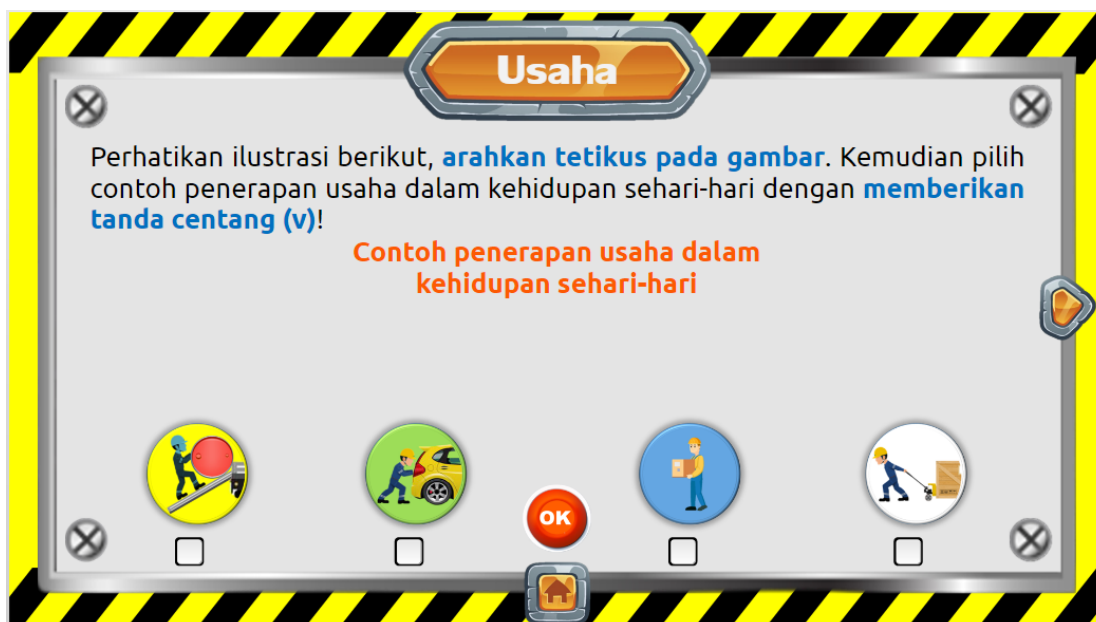 Usaha
Perhatikan ilustrasi berikut, arahkan tetikus pada gambar. Kemudian pilih
contoh penerapan usaha dalam kehidupan sehari-hari dengan memberikan
tanda centang (v)!
Contoh penerapan usaha dalam
kehidupan sehari-hari
OK